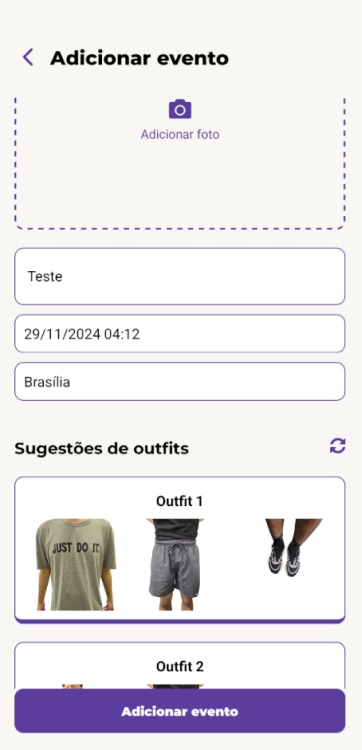 Adicionar evento
Adicionar foto
Teste
29/11/2024 04:12
Brasília
Sugestões de outfits
Outfit 1
JUST DO IT.
Outfit 2
Adicionar evento